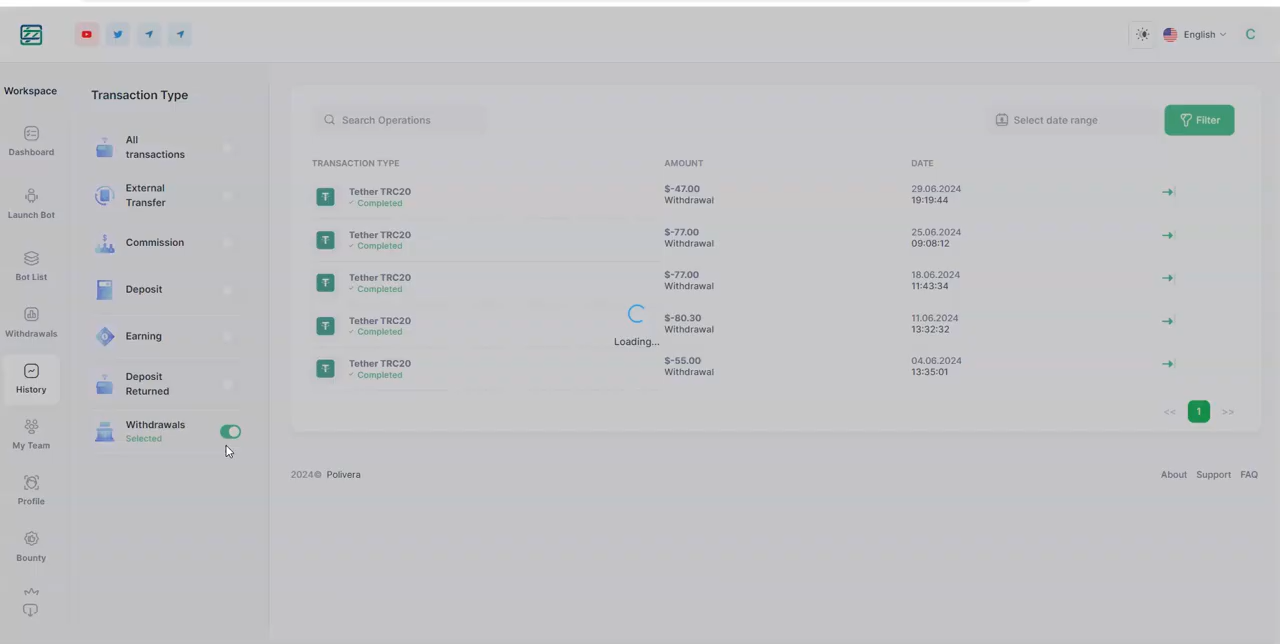 English
C
Workspace
Dashboard
Launch Bot
Bot List
Withdrawals
History
My Team
Profile
Bounty
Transaction Type
All
transactions
External
Transfer
Commission
Deposit
Earning
Deposit
Returned
Withdrawals
Selected
Search Operations
Select date range
Filter
TRANSACTION TYPE AMOUNT DATE
T Tether TRC20 $-47.00 29.06.2024
Completed Withdrawal 19:19:44
T Tether TRC20 $-77.00 25.06.2024
Completed Withdrawal 09:08:12
T Tether TRC20 $-77.00 18.06.2024
Completed Withdrawal 11:43:34
T Tether TRC20 $-80.30 11.06.2024
Completed Withdrawal 13:32:32
T Tether TRC20 $-55.00 04.06.2024
Completed Withdrawal 13:35:01
Loading...
<< 1 >>
2024© Polivera
About Support FAQ